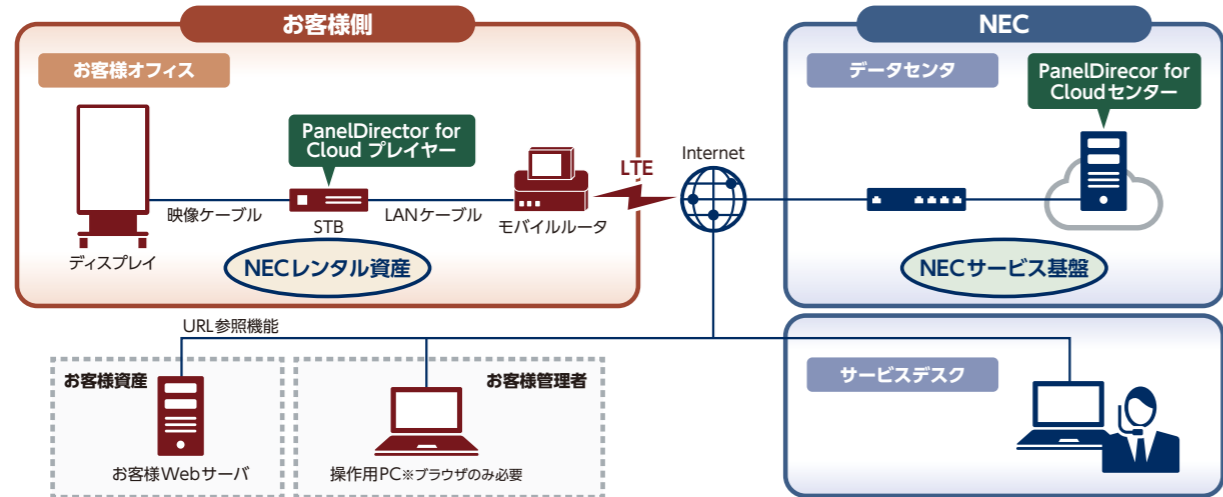 お客様側
お客様オフィス
PanelDirector for
Cloud プレイヤー
LTE
映像ケーブル
LANケーブル
STB
モバイルルータ
ディスプレイ
NECレンタル資産
Internet
NEC
データセンタ
PanelDirecor for
Cloudセンター
NECサービス基盤
URL参照機能
お客様資産
お客様Webサーバ
お客様管理者
操作用PC※ブラウザのみ必要
サービスデスク